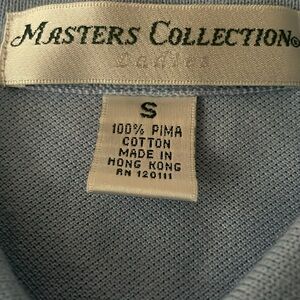 MASTERS COLLECTION®
Ladies
S
100% PIMA
COTTON
MADE IN
HONG KONG
RN 120111